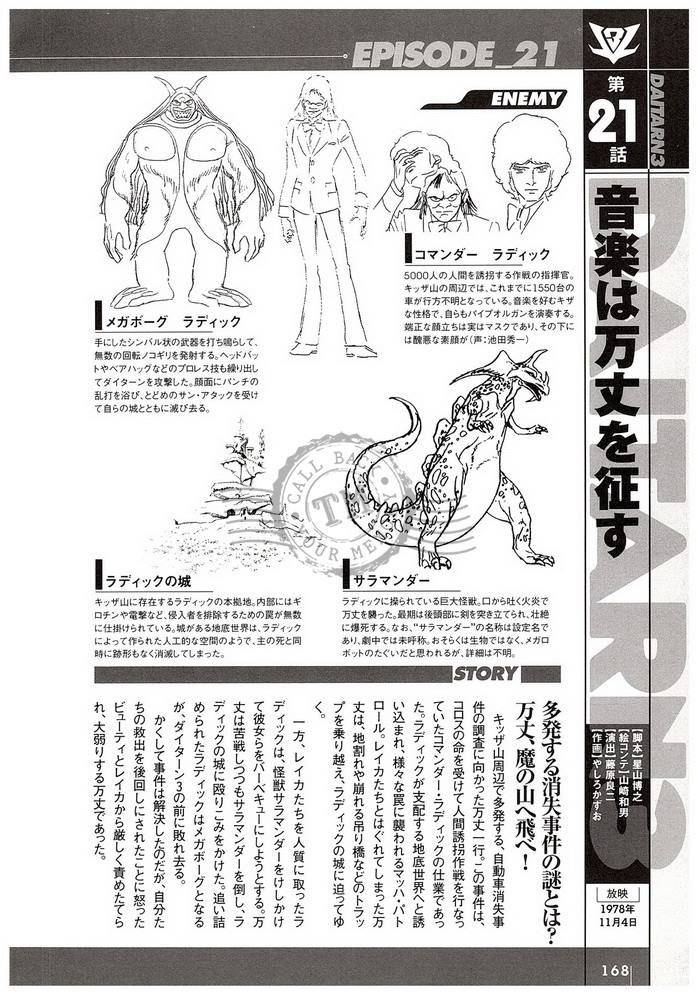 EPISODE_21
DAITARN3
第
21
話
音楽は万丈を征す
DAITARN3
【脚本】星山博之
【絵コンテ】山崎和男
【演出】藤原良二
【作画】やしろかずお
放映
1978年
11月4日
ENEMY
コマンダー　ラディック
5000人の人間を誘拐する作戦の指揮官。
キッザ山の周辺では、これまでに1550台の
車が行方不明となっている。音楽を好むキザ
な性格で、自らもパイプオルガンを演奏する。
端正な顔立ちは実はマスクであり、その下に
は醜悪な素顔が（声：池田秀一）
メガボーグ　ラディック
手にしたシンバル状の武器を打ち鳴らして、
無数の回転ノコギリを発射する。ヘッドバッ
トやベアハッグなどのプロレス技も繰り出し
てダイターンを攻撃した。顔面にパンチの
乱打を浴び、とどめのサン・アタックを受け
て自らの城とともに滅び去る。
CALL BACK
TIME
YOUR ME
ラディックの城
キッザ山に存在するラディックの本拠地。内部にはギ
ロチンや電撃など、侵入者を排除するための罠が無数
に仕掛けられている。城がある地底世界は、ラディック
によって作られた人工的な空間のようで、主の死と同
時に跡形もなく消滅してしまった。
サラマンダー
ラディックに操られている巨大怪獣。口から吐く火炎で
万丈を襲った。最期は後頭部に剣を突き立てられ、壮絶
に爆死する。なお、“サラマンダー”の名称は設定名で
あり、劇中では未呼称。おそらくは生物ではなく、メガロ
ボットのたぐいだと思われるが、詳細は不明。
STORY
多発する消失事件の謎とは？
万丈、魔の山へ飛べ！
　キッザ山周辺で多発する、自動車消失事
件の調査に向かった万丈一行。この事件は、
コロスの命を受けて人間誘拐作戦を行なっ
ていたコマンダー・ラディックの仕業であっ
た。ラディックが支配する地底世界へと誘
い込まれ、様々な罠に襲われるマッハ・パト
ロール。レイカたちとはぐれてしまった万
丈は、地割れや崩れる吊り橋などのトラッ
プを乗り越え、ラディックの城に迫ってゆ
く。
　一方、レイカたちを人質に取ったラ
ディックは、怪獣サラマンダーをけしかけ
て彼女らをバーベキューにしようとする。万
丈は苦戦しつつもサラマンダーを倒し、ラ
ディックの城に殴りこみをかけた。追い詰
められたラディックはメガボーグとなる
が、ダイターン3の前に敗れ去る。
　かくして事件は解決したのだが、自分た
ちの救出を後回しにされたことに怒った
ビューティとレイカから厳しく責めたてら
れ、大弱りする万丈であった。
168